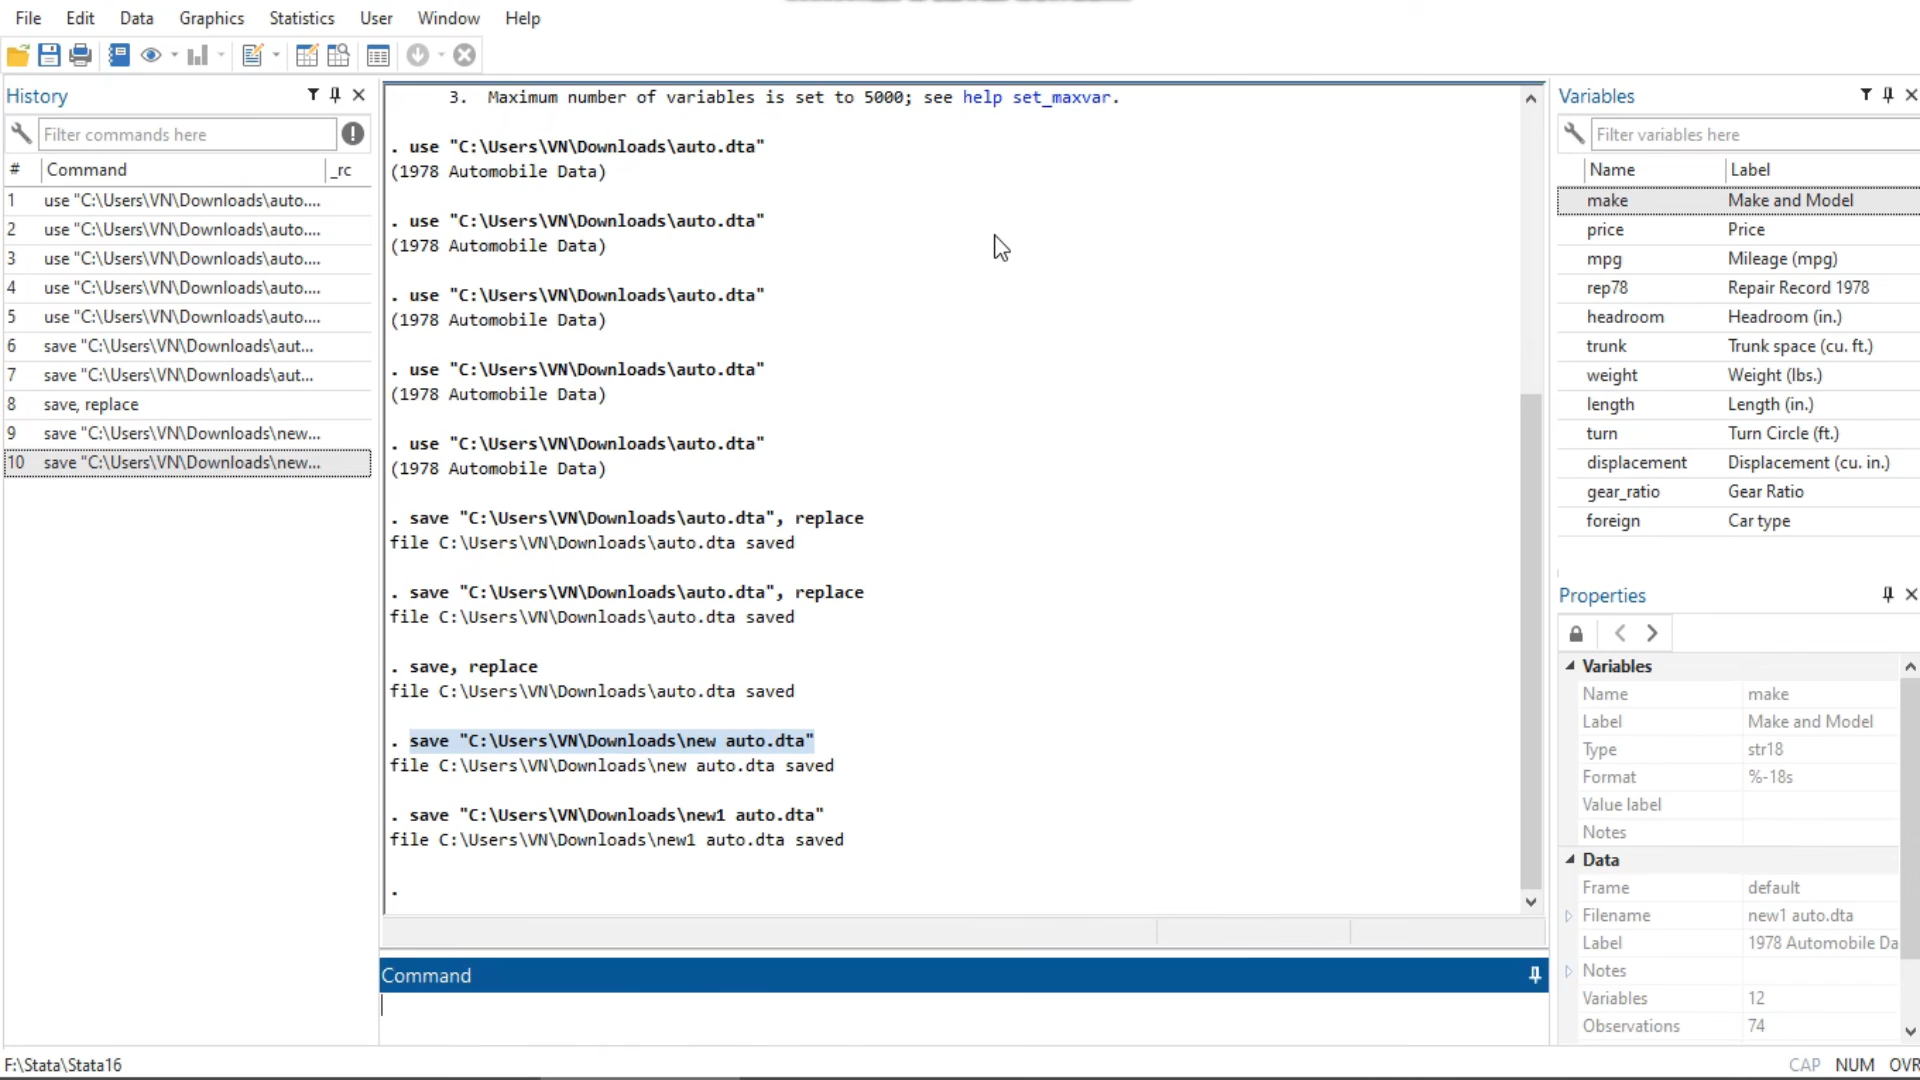 File Edit Data Graphics Statistics User Window Help
History
Filter commands here
# Command _rc
1 use "C:\Users\VN\Downloads\auto....
2 use "C:\Users\VN\Downloads\auto....
3 use "C:\Users\VN\Downloads\auto....
4 use "C:\Users\VN\Downloads\auto....
5 use "C:\Users\VN\Downloads\auto....
6 save "C:\Users\VN\Downloads\aut...
7 save "C:\Users\VN\Downloads\aut...
8 save, replace
9 save "C:\Users\VN\Downloads\new...
10 save "C:\Users\VN\Downloads\new...
3. Maximum number of variables is set to 5000; see help set_maxvar.
. use "C:\Users\VN\Downloads\auto.dta"
(1978 Automobile Data)
. use "C:\Users\VN\Downloads\auto.dta"
(1978 Automobile Data)
. use "C:\Users\VN\Downloads\auto.dta"
(1978 Automobile Data)
. use "C:\Users\VN\Downloads\auto.dta"
(1978 Automobile Data)
. use "C:\Users\VN\Downloads\auto.dta"
(1978 Automobile Data)
. save "C:\Users\VN\Downloads\auto.dta", replace
file C:\Users\VN\Downloads\auto.dta saved
. save "C:\Users\VN\Downloads\auto.dta", replace
file C:\Users\VN\Downloads\auto.dta saved
. save, replace
file C:\Users\VN\Downloads\auto.dta saved
. save "C:\Users\VN\Downloads\new auto.dta"
file C:\Users\VN\Downloads\new auto.dta saved
. save "C:\Users\VN\Downloads\new1 auto.dta"
file C:\Users\VN\Downloads\new1 auto.dta saved
.
Command
Variables
Filter variables here
Name Label
make Make and Model
price Price
mpg Mileage (mpg)
rep78 Repair Record 1978
headroom Headroom (in.)
trunk Trunk space (cu. ft.)
weight Weight (lbs.)
length Length (in.)
turn Turn Circle (ft.)
displacement Displacement (cu. in.)
gear_ratio Gear Ratio
foreign Car type
Properties
Variables
Name make
Label Make and Model
Type str18
Format %-18s
Value label
Notes
Data
Frame default
Filename new1 auto.dta
Label 1978 Automobile Da
Notes
Variables 12
Observations 74
F:\Stata\Stata16
CAP NUM OVR